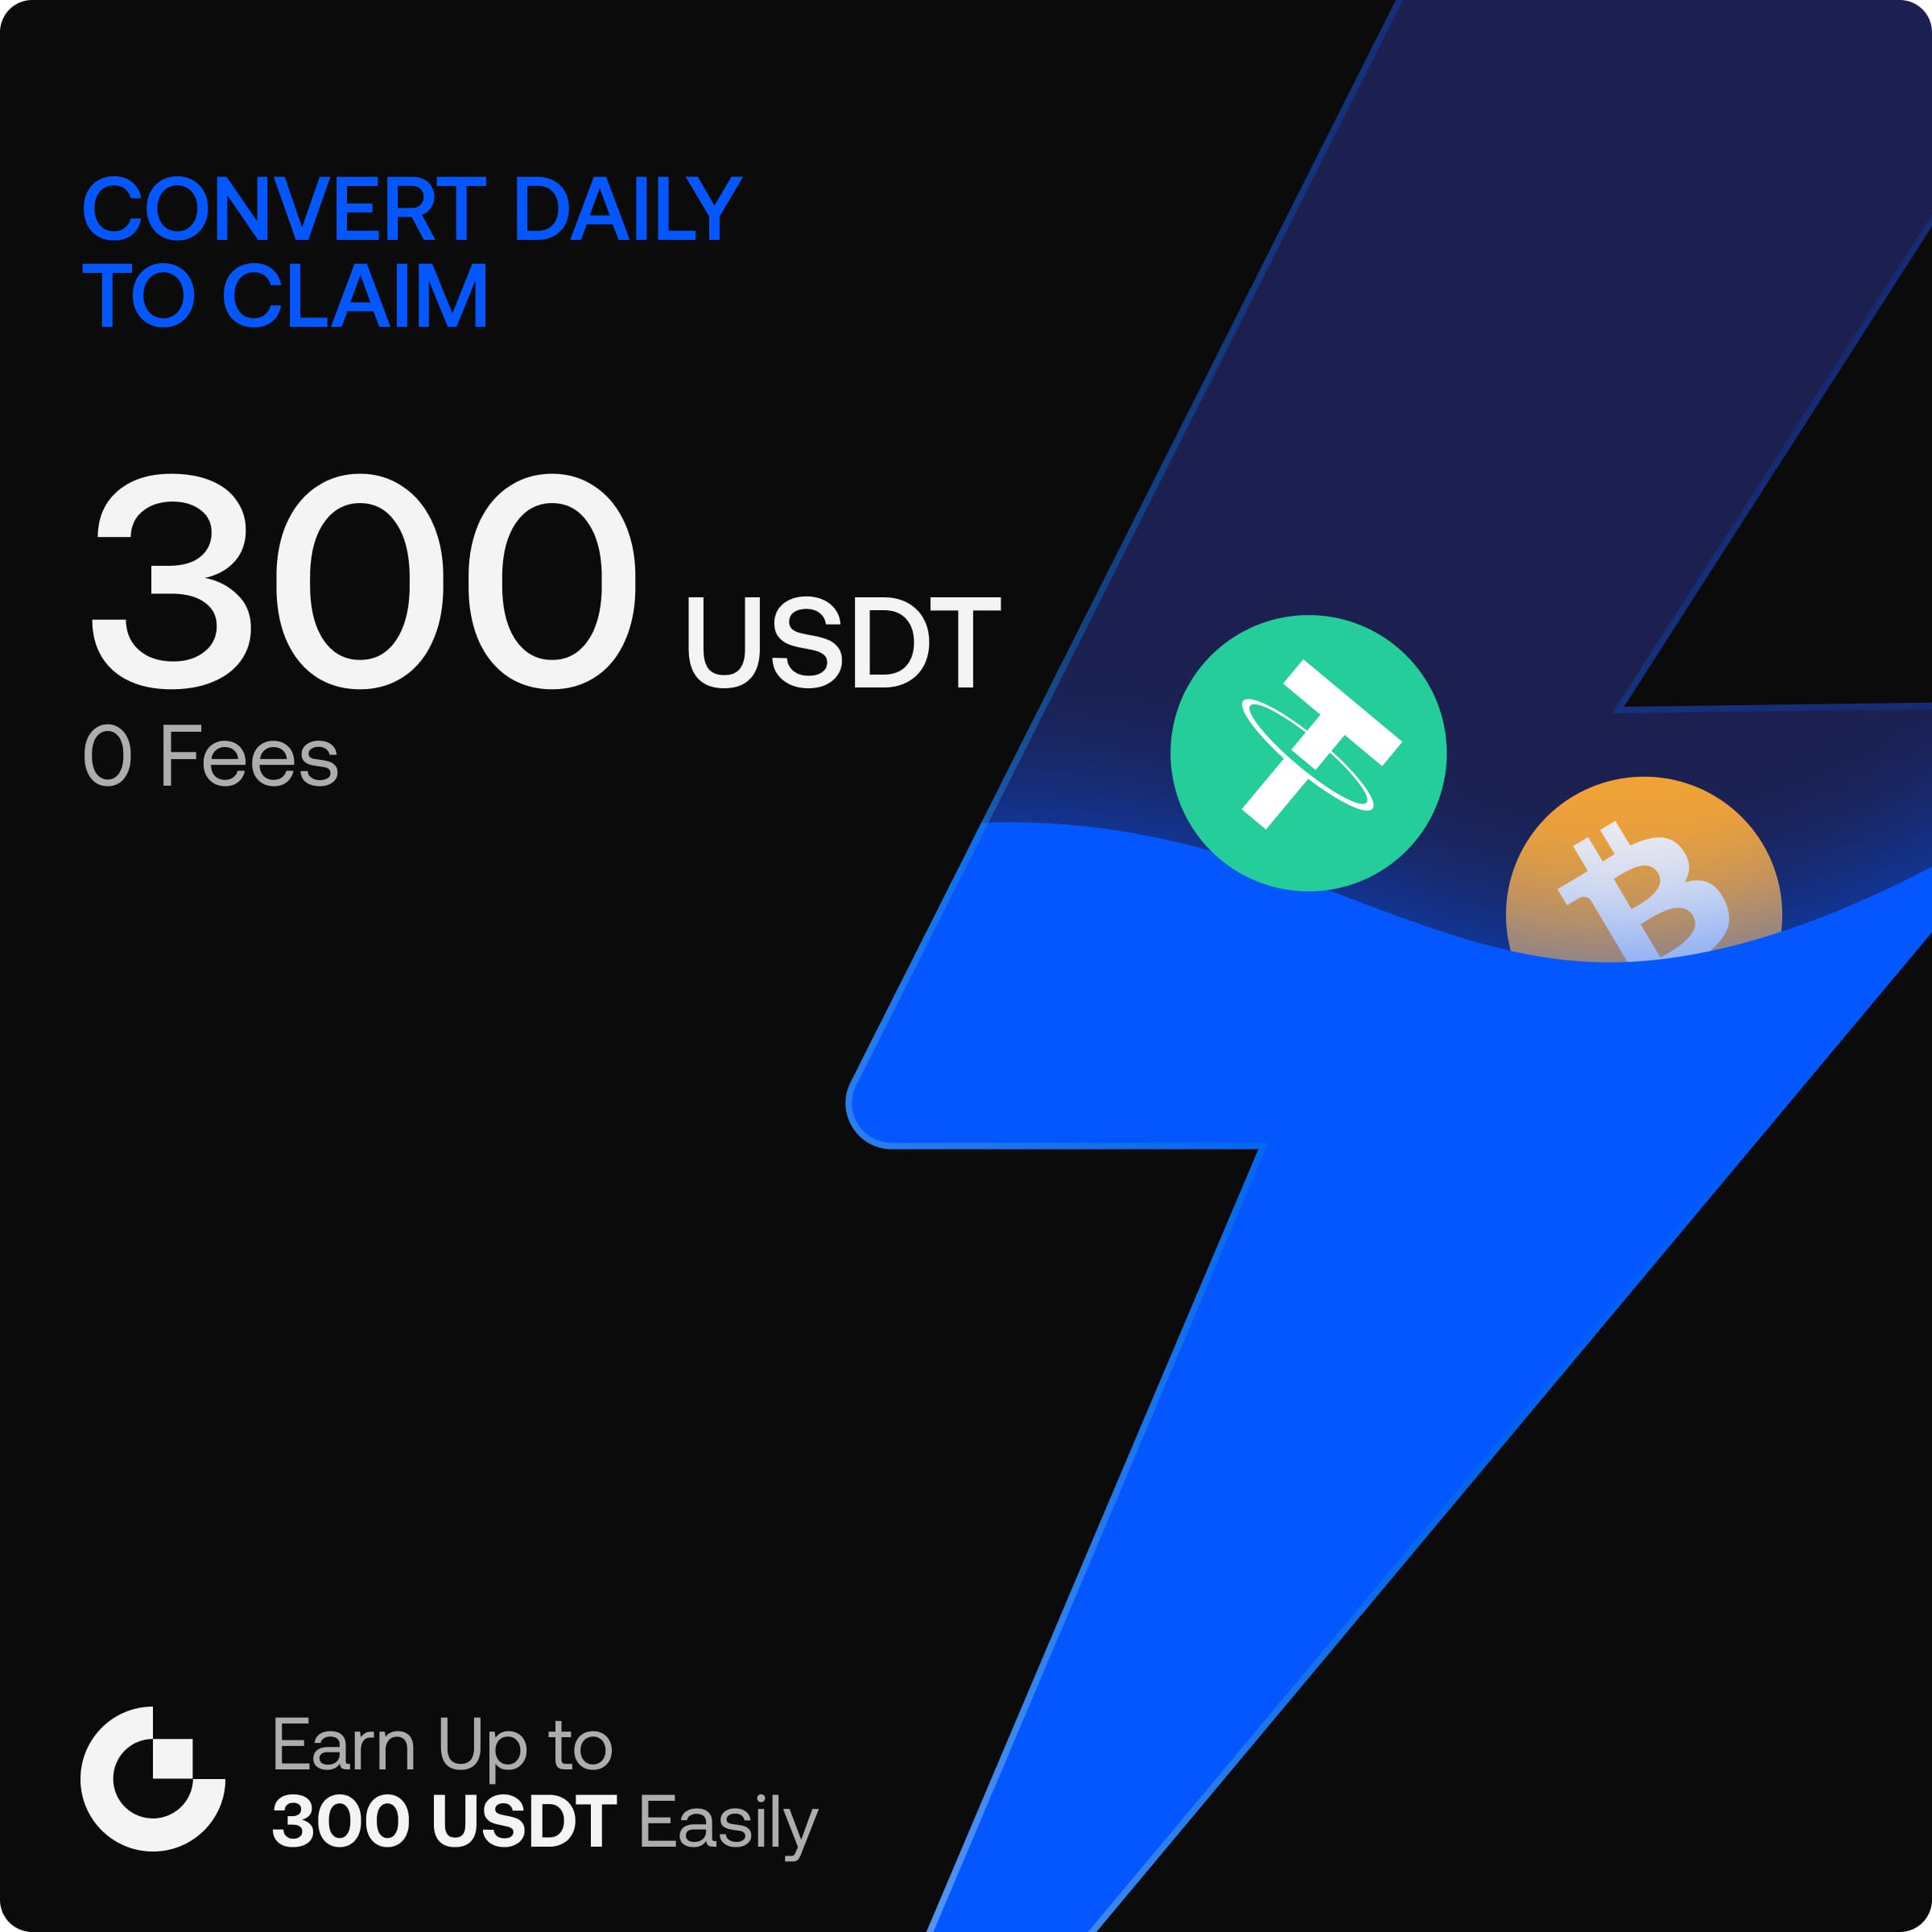 CONVERT DAILY
TO CLAIM
300 USDT
0 Fees
Earn Up to
300 USDT Easily